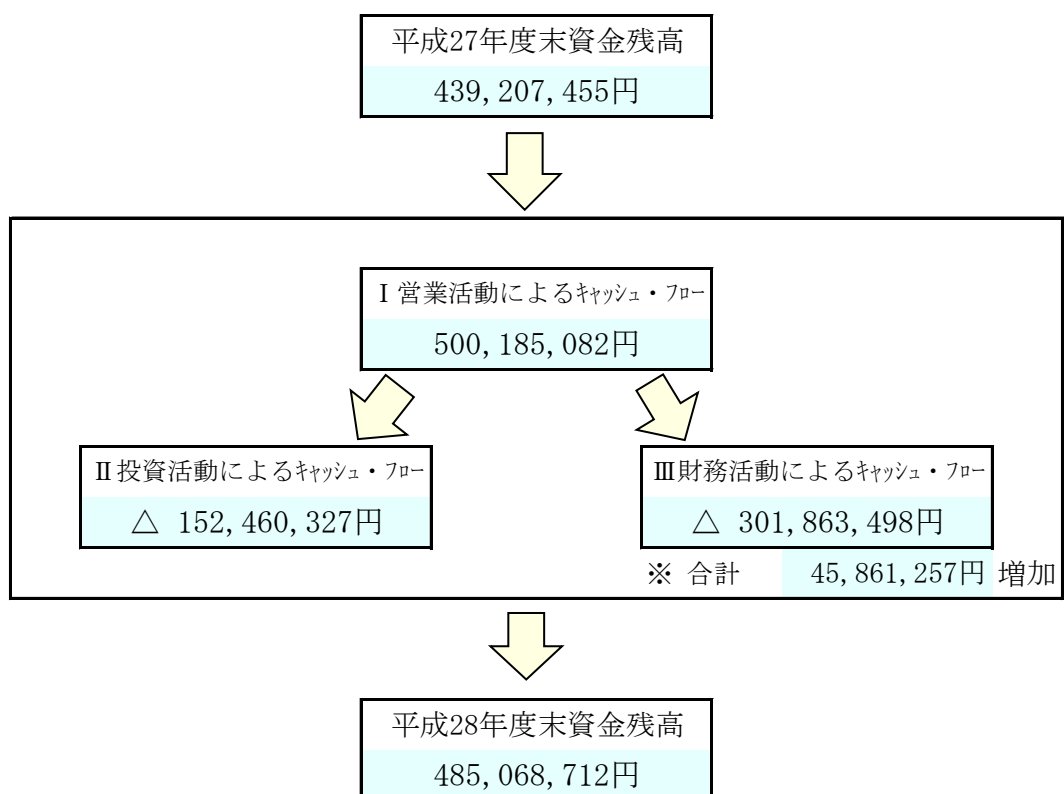 平成27年度末資金残高
439,207,455円
Ⅰ営業活動によるｷｬｯｼｭ・ﾌﾛｰ
500,185,082円
Ⅱ投資活動によるｷｬｯｼｭ・ﾌﾛｰ
△ 152,460,327円
Ⅲ財務活動によるｷｬｯｼｭ・ﾌﾛｰ
△ 301,863,498円
※ 合計 45,861,257円 増加
平成28年度末資金残高
485,068,712円